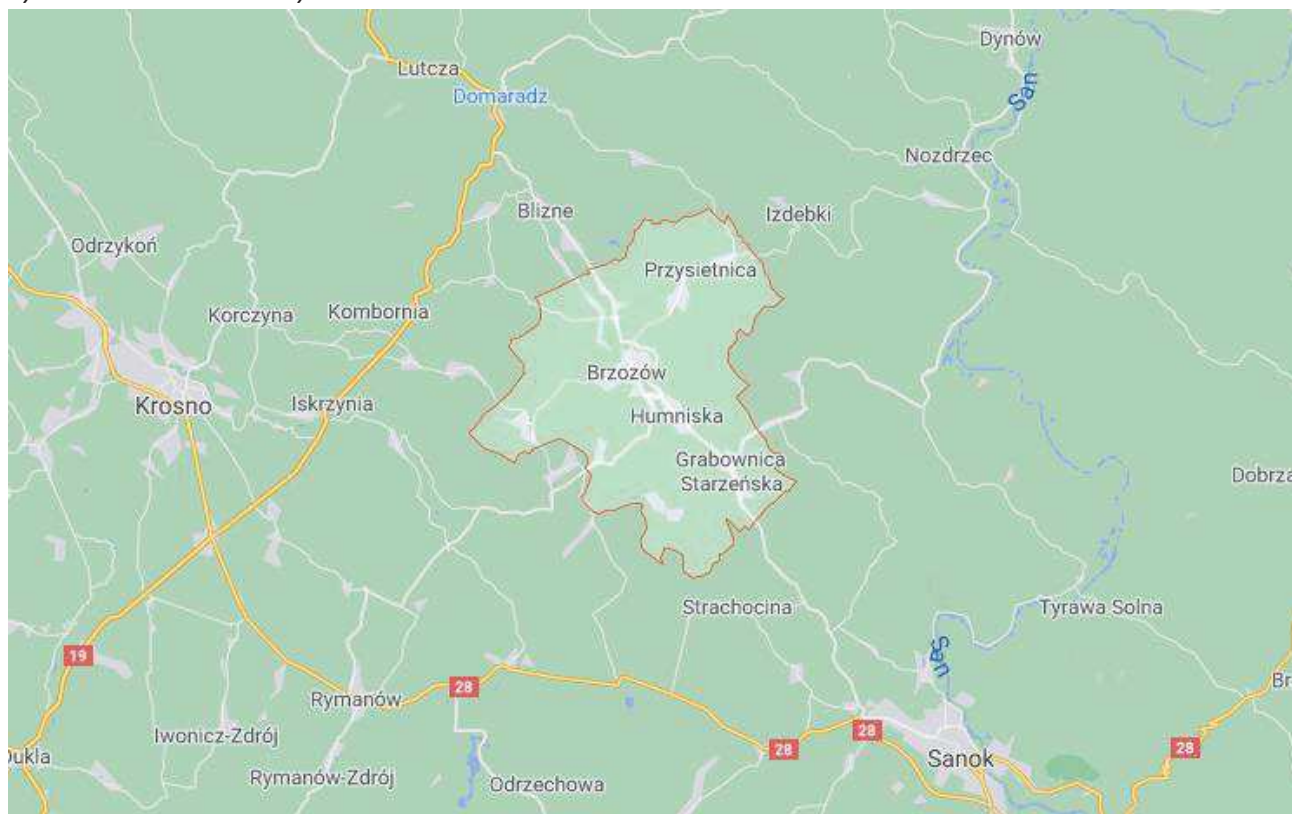 Dynów
Lutcza
San
Domaradz
Nozdrzec
Blizne
Izdebki
Odrzykoń
Przysietnica
Korczyna
Kombornia
Brzozów
Krosno
Iskrzynia
Humniska
Grabownica
Starzeńska
Dobrza
Strachocina
Tyrawa Solna
19
San
28
Rymanów
Br
28
28
28
Iwonicz-Zdrój
Dukla
Sanok
Rymanów-Zdrój
Odrzechowa